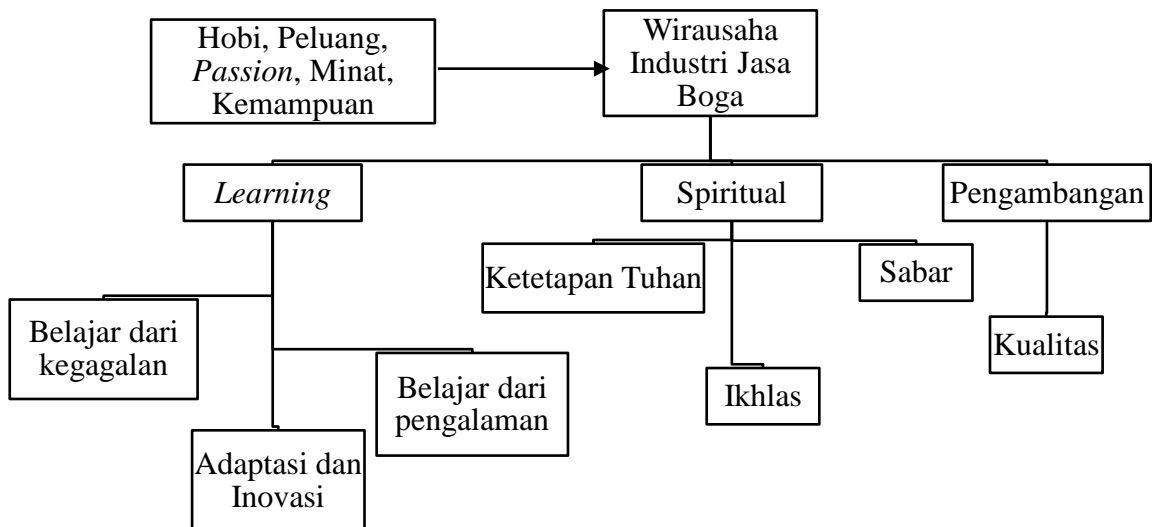 Hobi, Peluang,
Passion, Minat,
Kemampuan
Wirausaha
Industri Jasa
Boga
Learning
Spiritual
Pengambangan
Ketetapan Tuhan
Sabar
Belajar dari
kegagalan
Kualitas
Belajar dari
pengalaman
Ikhlas
Adaptasi dan
Inovasi